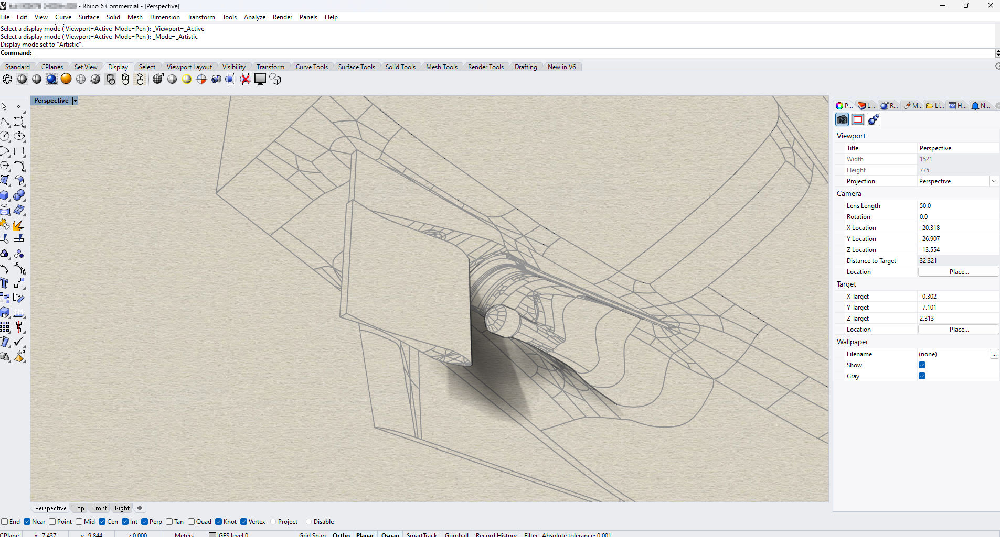 - Rhino 6 Commercial - [Perspective]
File Edit View Curve Surface Solid Mesh Dimension Transform Tools Analyze Render Panels Help
Select a display mode ( Viewport=Active Mode=Pen ): _Viewport=_Active
Select a display mode ( Viewport=Active Mode=Pen ): _Mode=_Artistic
Display mode set to "Artistic".
Command:
Standard CPlanes Set View Display Select Viewport Layout Visibility Transform Curve Tools Surface Tools Solid Tools Mesh Tools Render Tools Drafting New in V6
Perspective
P... L... R... M... Li... H... N...
Viewport
Title Perspective
Width 1521
Height 775
Projection Perspective
Camera
Lens Length 50.0
Rotation 0.0
X Location -20.318
Y Location -26.907
Z Location -13.554
Distance to Target 32.321
Location Place...
Target
X Target -0.302
Y Target -7.101
Z Target 2.313
Location Place...
Wallpaper
Filename (none) ...
Show
Gray
Perspective Top Front Right
End Near Point Mid Cen Int Perp Tan Quad Knot Vertex Project Disable
CPlane x -7.437 y -9.844 z 0.000 Meters IGES level 0 Grid Snap Ortho Planar Osnap SmartTrack Gumball Record History Filter Absolute tolerance: 0.001